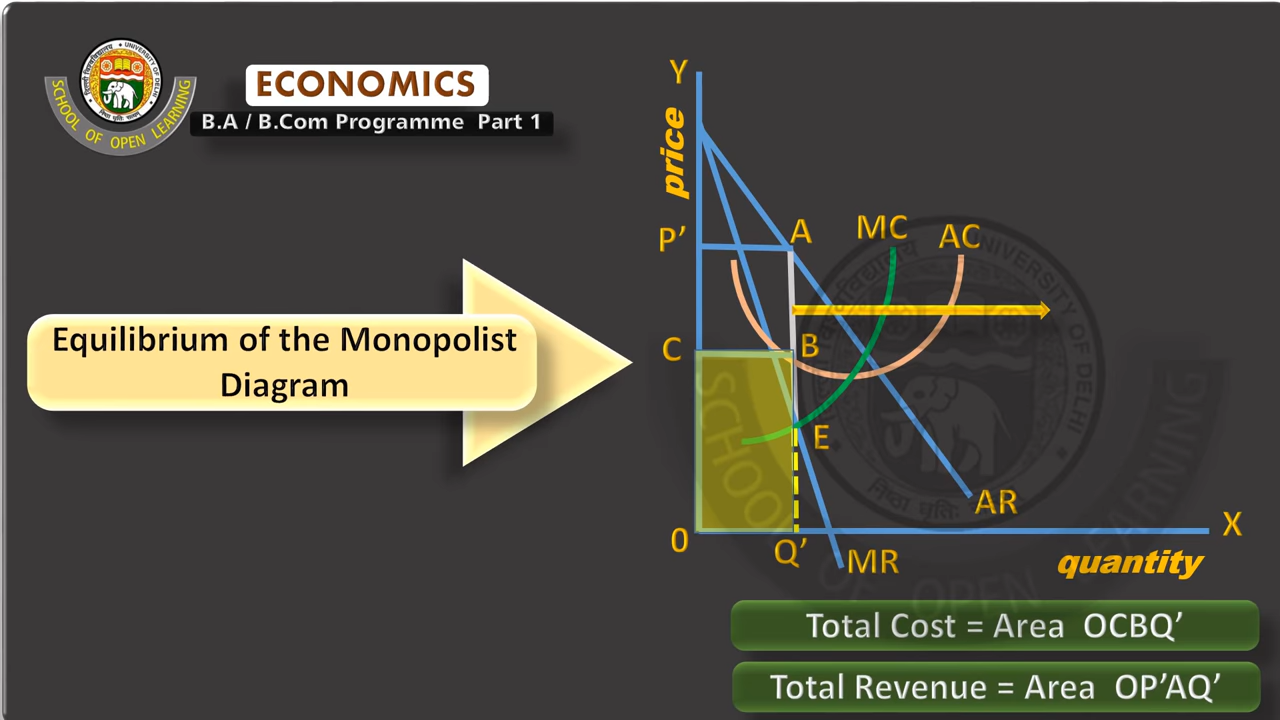 SCHOOL OF OPEN LEARNING
UNIVERSITY OF DELHI
ECONOMICS
B.A / B.Com Programme Part 1
Equilibrium of the Monopolist
Diagram
Y
price
P’
A
MC
AC
C
B
E
AR
0
Q’
MR
X
quantity
Total Cost = Area OCBQ’
Total Revenue = Area OP’AQ’